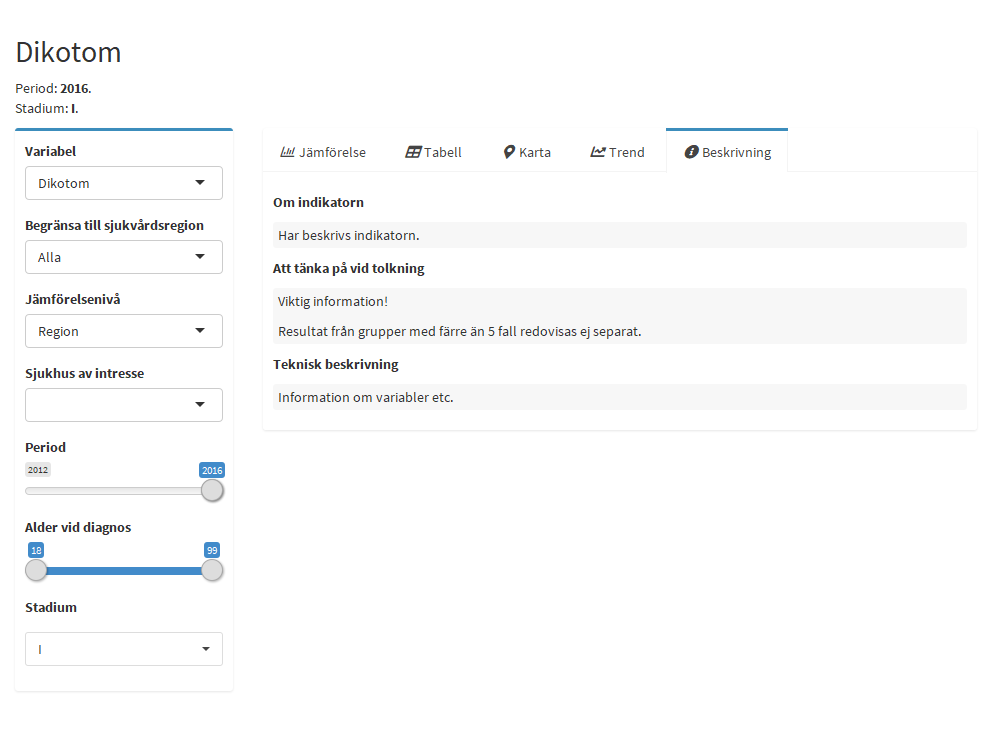 Dikotom
Period: 2016.
Stadium: I.
Variabel
Dikotom
Begränsa till sjukvårdsregion
Alla
Jämförelsenivå
Region
Sjukhus av intresse
Period
2012 2016
Alder vid diagnos
18 99
Stadium
I
Jämförelse Tabell Karta Trend Beskrivning
Om indikatorn
Har beskrivs indikatorn.
Att tänka på vid tolkning
Viktig information!
Resultat från grupper med färre än 5 fall redovisas ej separat.
Teknisk beskrivning
Information om variabler etc.